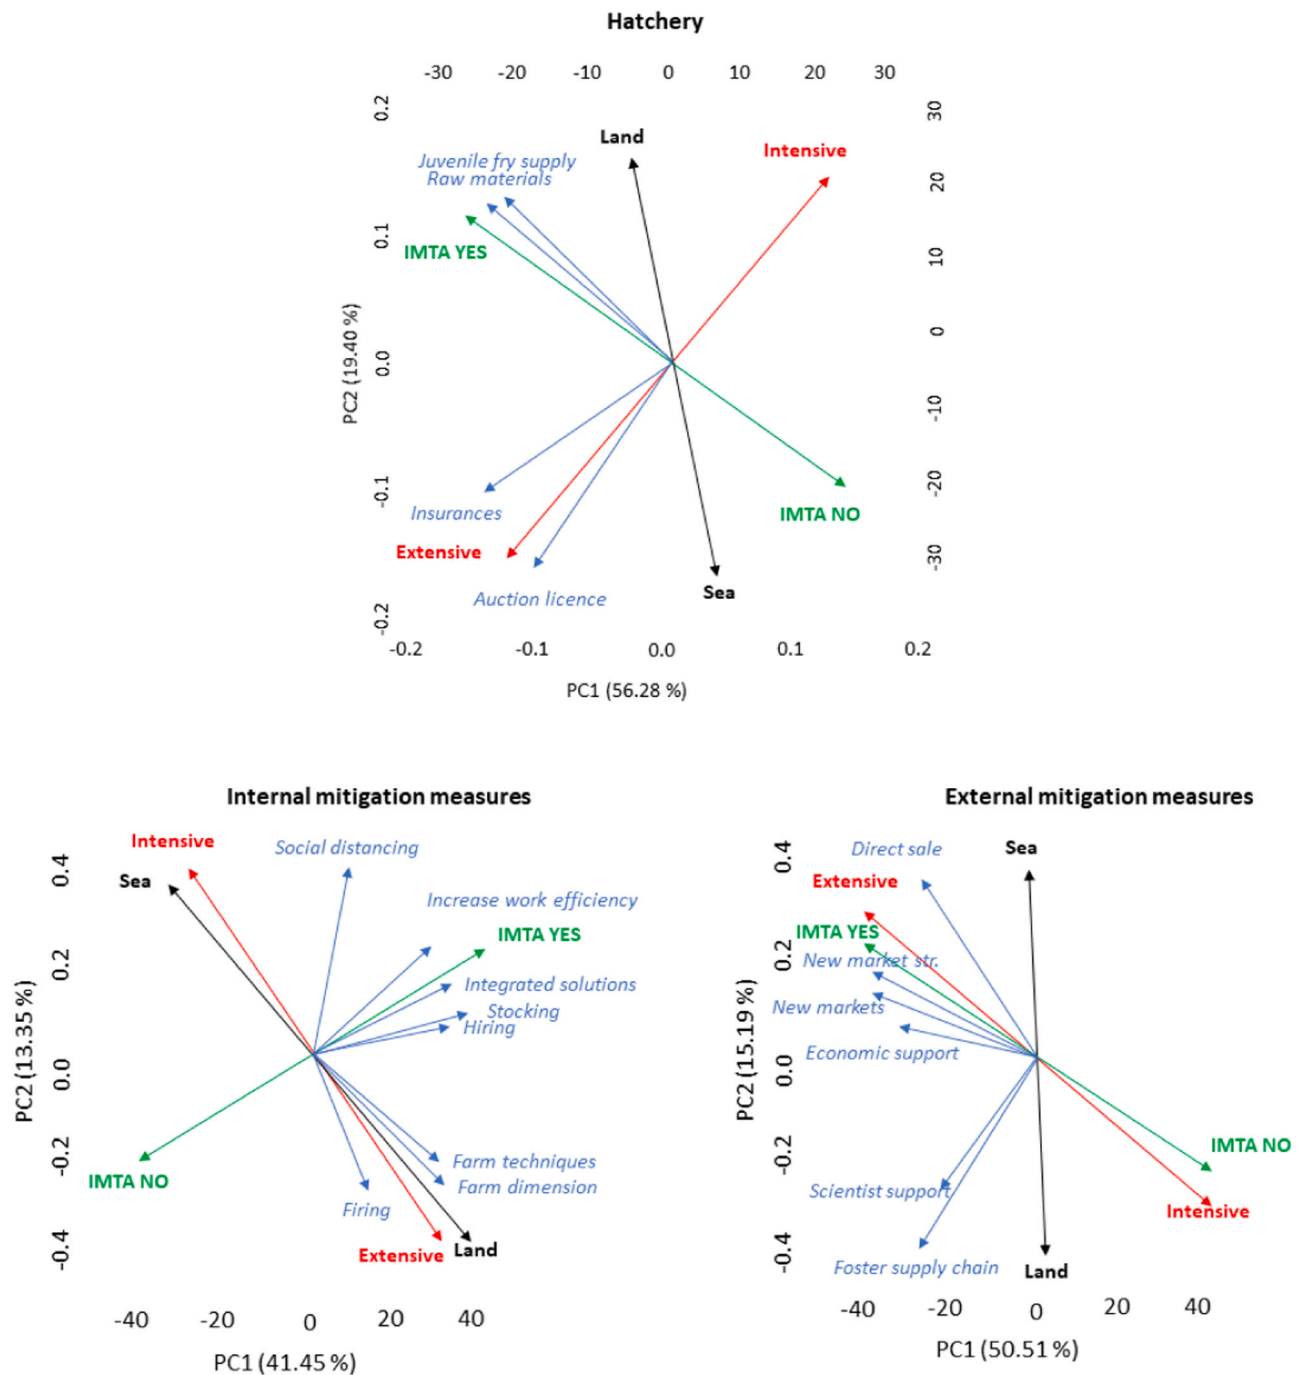 Hatchery
-30 -20 -10 0 10 20 30
0.2
0.1
0.0
-0.1
-0.2
PC2 (19.40 %)
30
20
10
0
-10
-20
-30
Land
Intensive
Juvenile fry supply
Raw materials
IMTA YES
Insurances
Extensive
Auction licence
IMTA NO
Sea
-0.2 -0.1 0.0 0.1 0.2
PC1 (56.28 %)
Internal mitigation measures
Intensive
Social distancing
Sea
Increase work efficiency
IMTA YES
Integrated solutions
Stocking
Hiring
IMTA NO
Farm techniques
Farm dimension
Firing
Extensive
Land
0.4
0.2
0.0
-0.2
-0.4
PC2 (13.35 %)
-40 -20 0 20 40
PC1 (41.45 %)
External mitigation measures
Direct sale
Sea
Extensive
IMTA YES
New market str.
New markets
Economic support
IMTA NO
Scientist support
Intensive
Foster supply chain
Land
0.4
0.2
0.0
-0.2
-0.4
PC2 (15.19 %)
-40 -20 0 20 40
PC1 (50.51 %)